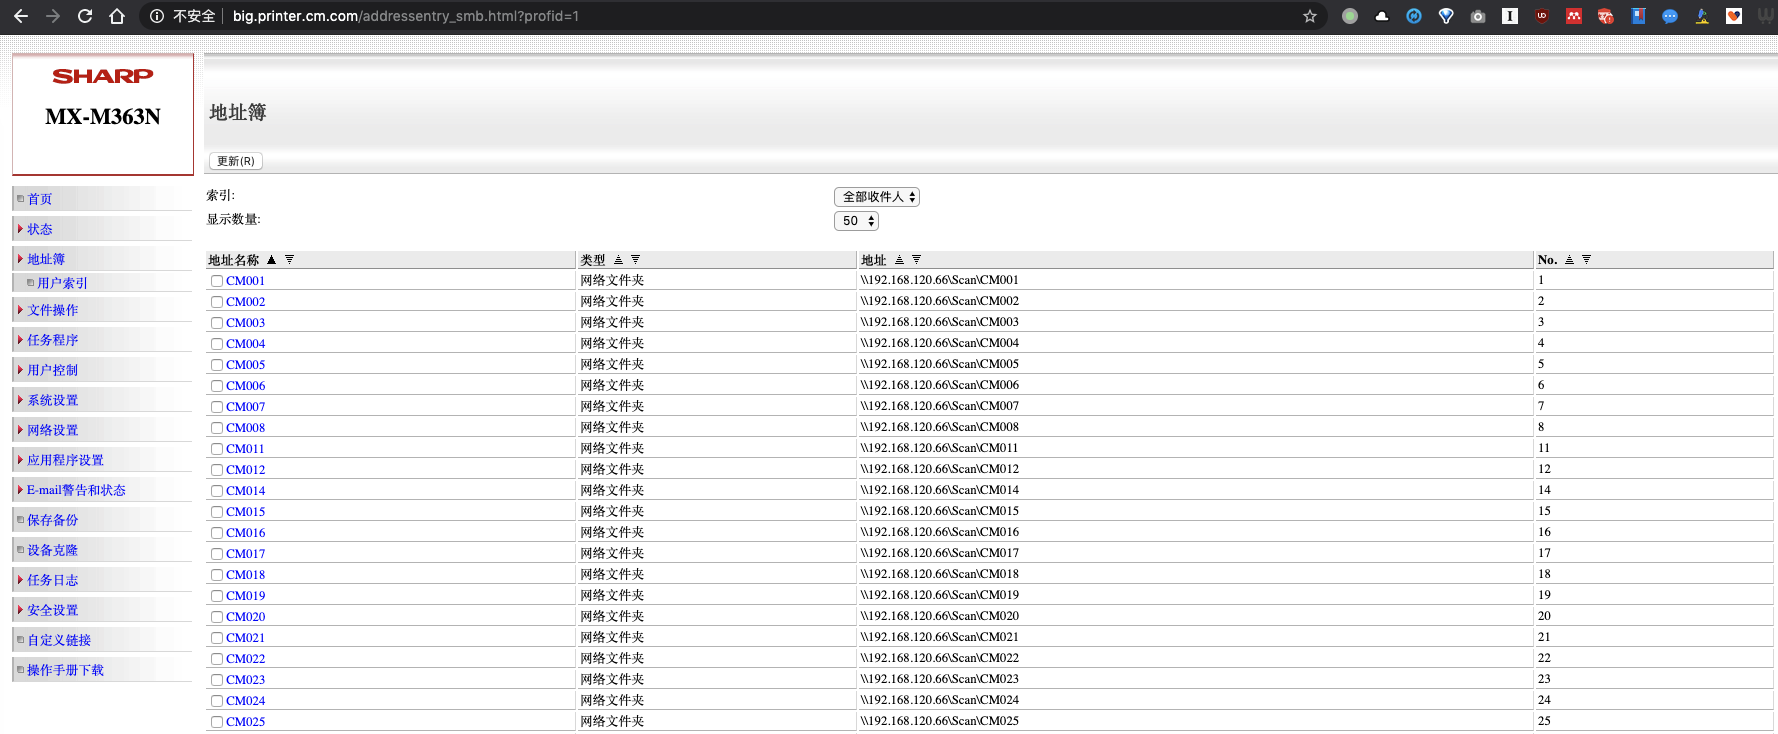 不安全 big.printer.cm.com/addressentry_smb.html?profid=1
SHARP
MX-M363N
首页
状态
地址簿
用户索引
文件操作
任务程序
用户控制
系统设置
网络设置
应用程序设置
E-mail警告和状态
保存备份
设备克隆
任务日志
安全设置
自定义链接
操作手册下载
地址簿
更新(R)
索引: 全部收件人
显示数量: 50
地址名称 类型 地址 No.
CM001 网络文件夹 \\192.168.120.66\Scan\CM001 1
CM002 网络文件夹 \\192.168.120.66\Scan\CM002 2
CM003 网络文件夹 \\192.168.120.66\Scan\CM003 3
CM004 网络文件夹 \\192.168.120.66\Scan\CM004 4
CM005 网络文件夹 \\192.168.120.66\Scan\CM005 5
CM006 网络文件夹 \\192.168.120.66\Scan\CM006 6
CM007 网络文件夹 \\192.168.120.66\Scan\CM007 7
CM008 网络文件夹 \\192.168.120.66\Scan\CM008 8
CM011 网络文件夹 \\192.168.120.66\Scan\CM011 11
CM012 网络文件夹 \\192.168.120.66\Scan\CM012 12
CM014 网络文件夹 \\192.168.120.66\Scan\CM014 14
CM015 网络文件夹 \\192.168.120.66\Scan\CM015 15
CM016 网络文件夹 \\192.168.120.66\Scan\CM016 16
CM017 网络文件夹 \\192.168.120.66\Scan\CM017 17
CM018 网络文件夹 \\192.168.120.66\Scan\CM018 18
CM019 网络文件夹 \\192.168.120.66\Scan\CM019 19
CM020 网络文件夹 \\192.168.120.66\Scan\CM020 20
CM021 网络文件夹 \\192.168.120.66\Scan\CM021 21
CM022 网络文件夹 \\192.168.120.66\Scan\CM022 22
CM023 网络文件夹 \\192.168.120.66\Scan\CM023 23
CM024 网络文件夹 \\192.168.120.66\Scan\CM024 24
CM025 网络文件夹 \\192.168.120.66\Scan\CM025 25